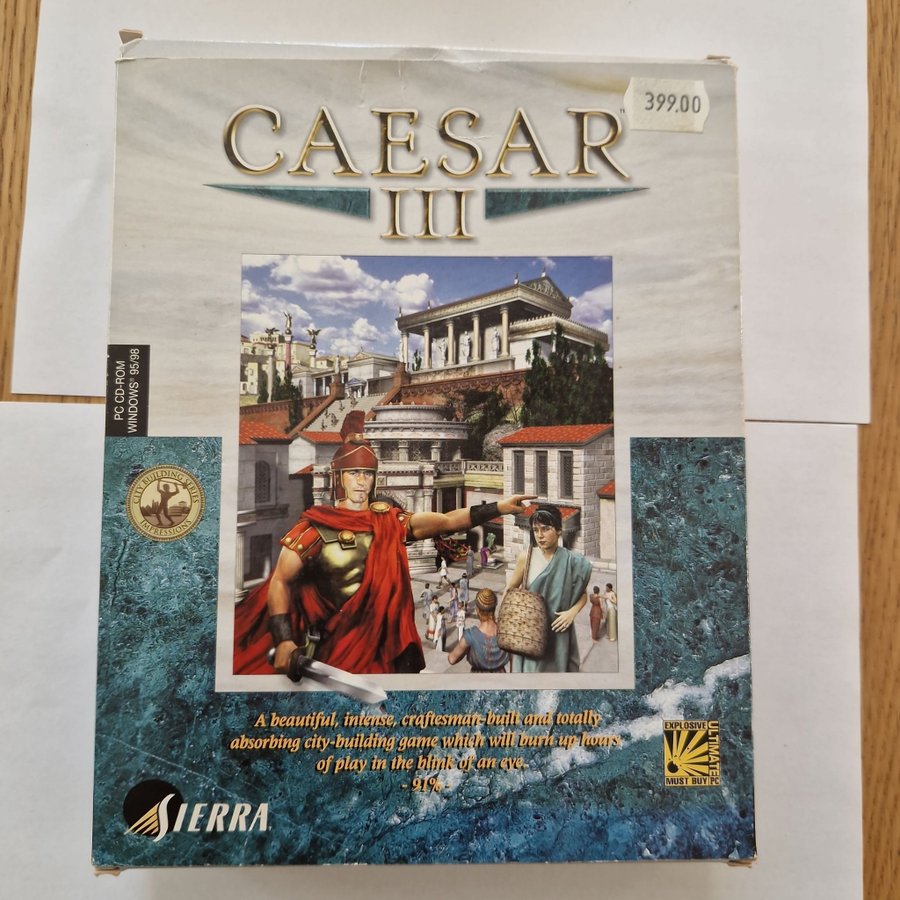 399.00
CAESAR
III
PC CD-ROM
WINDOWS® 95/98
CITY BUILDING SERIES
IMPRESSIONS
A beautiful, intense, craftesman-built and totally
absorbing city-building game which will burn up hours
of play in the blink of an eye.
- 91% -
EXPLOSIVE
ULTIMATE PC
MUST BUY
SIERRA